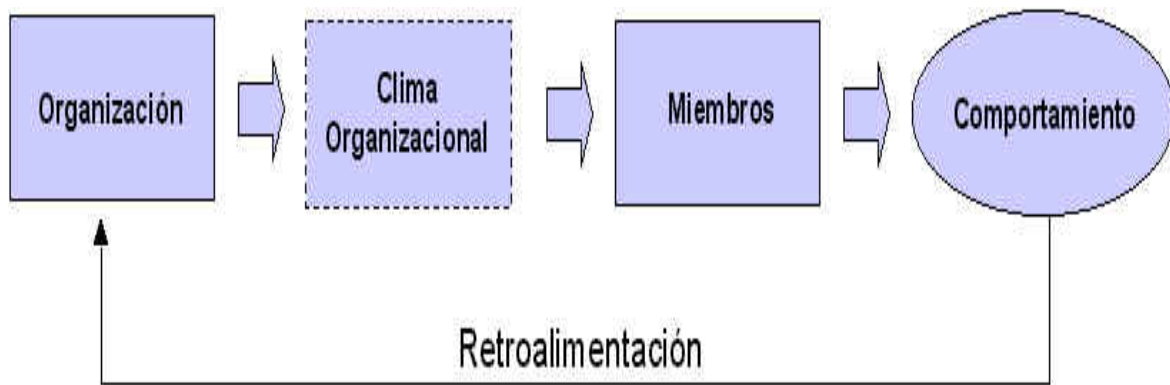 Organización
Clima
Organizacional
Miembros
Comportamiento
Retroalimentación